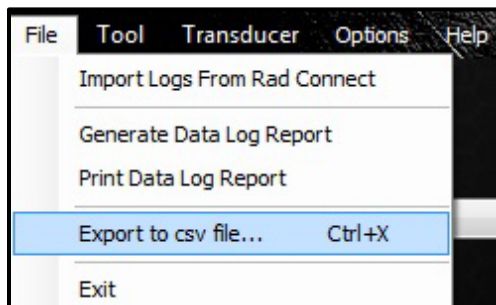 File Tool Transducer Options Help
Import Logs From Rad Connect
Generate Data Log Report
Print Data Log Report
Export to csv file... Ctrl+X
Exit